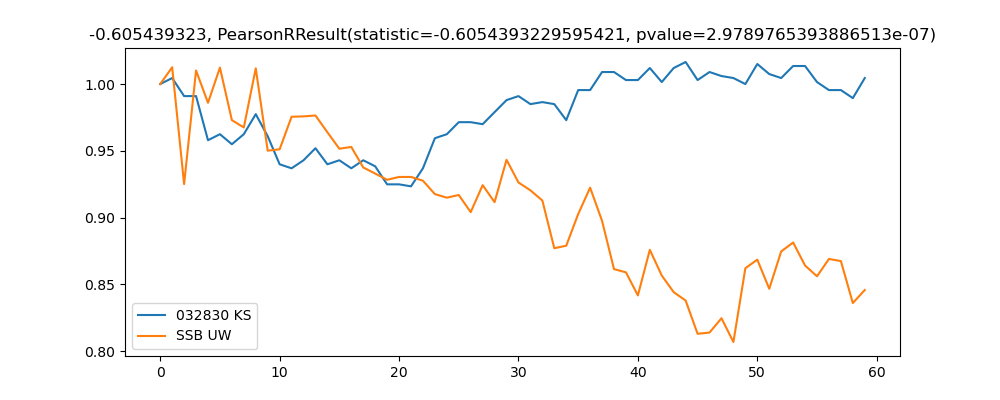 -0.605439323, PearsonRResult(statistic=-0.6054393229595421, pvalue=2.9789765393886513e-07)
1.00
0.95
0.90
0.85
0.80
032830 KS
SSB UW
0 10 20 30 40 50 60